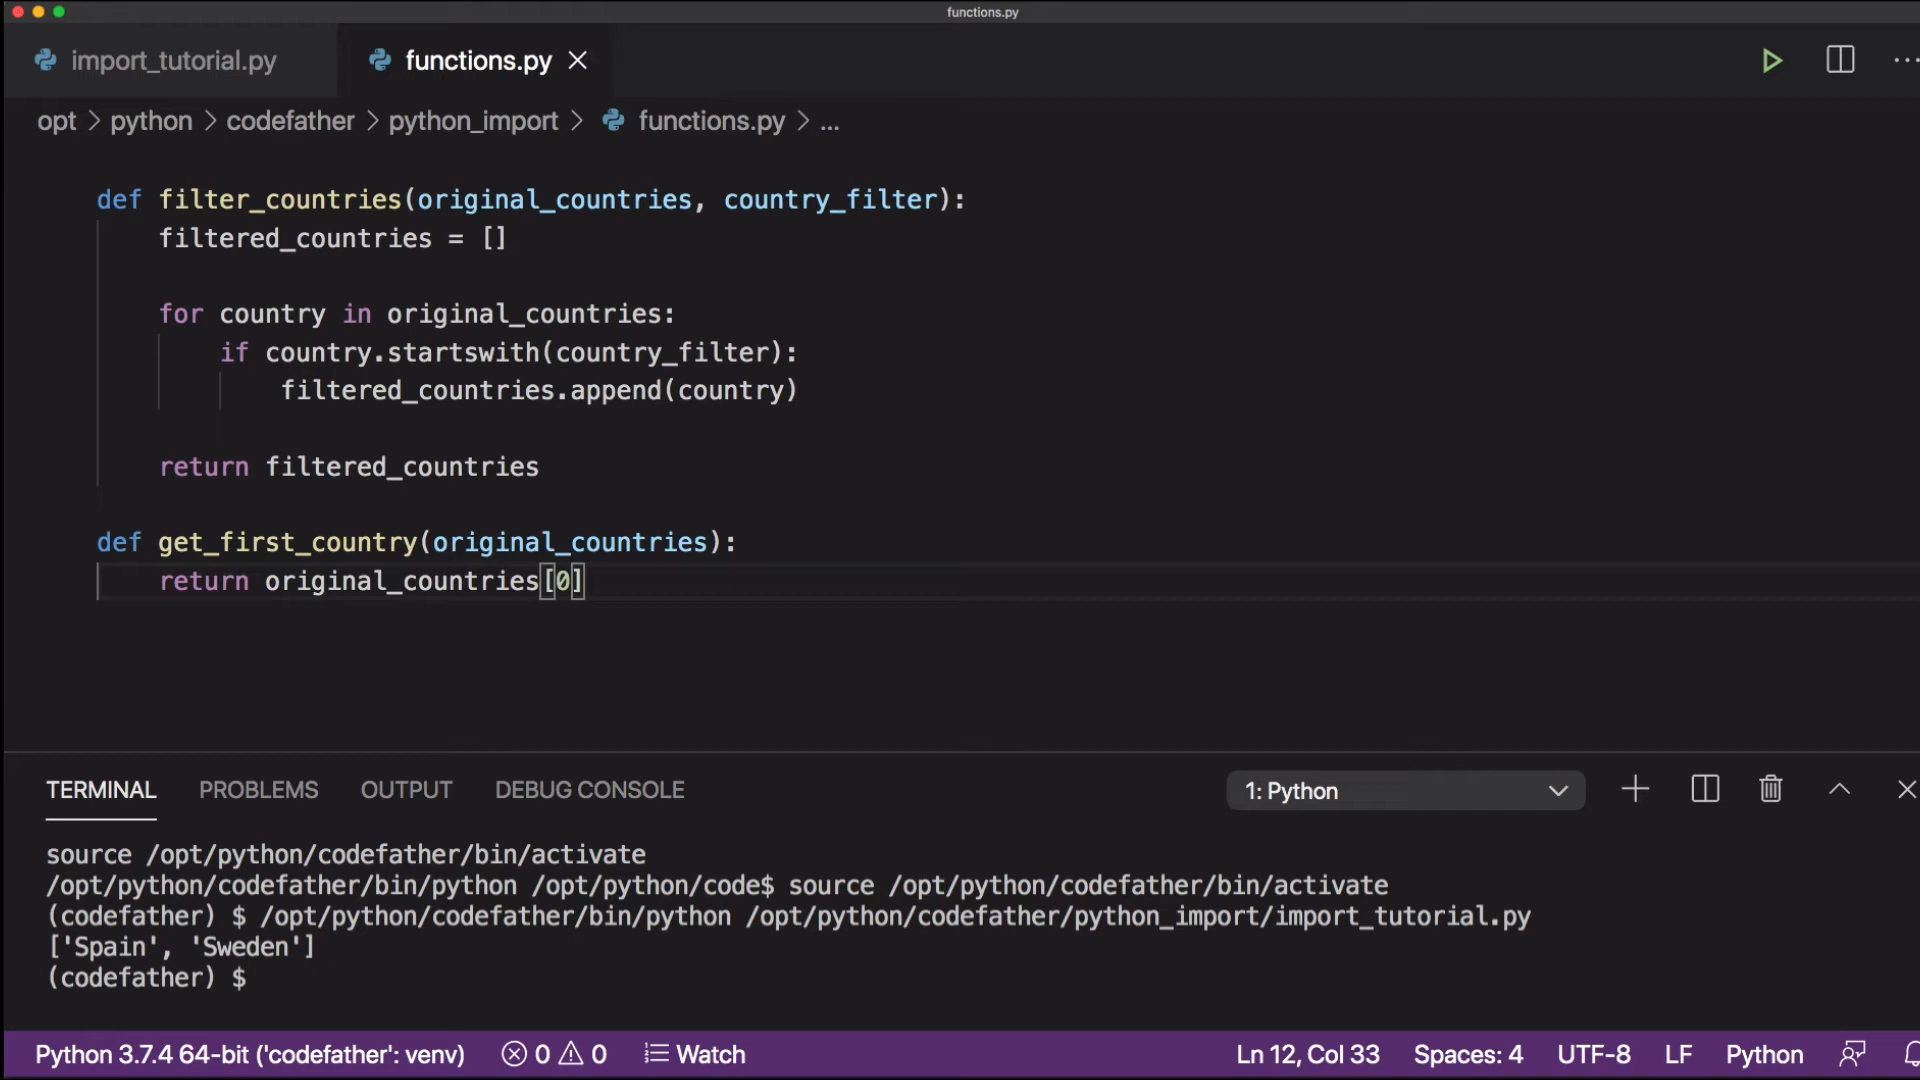 functions.py
import_tutorial.py
functions.py
opt > python > codefather > python_import > functions.py > ...
def filter_countries(original_countries, country_filter):
    filtered_countries = []
    for country in original_countries:
        if country.startswith(country_filter):
            filtered_countries.append(country)
    return filtered_countries
def get_first_country(original_countries):
    return original_countries[0]
TERMINAL PROBLEMS OUTPUT DEBUG CONSOLE 1: Python
source /opt/python/codefather/bin/activate
/opt/python/codefather/bin/python /opt/python/code$ source /opt/python/codefather/bin/activate
(codefather) $ /opt/python/codefather/bin/python /opt/python/codefather/python_import/import_tutorial.py
['Spain', 'Sweden']
(codefather) $
Python 3.7.4 64-bit ('codefather': venv) 0 0 Watch Ln 12, Col 33 Spaces: 4 UTF-8 LF Python